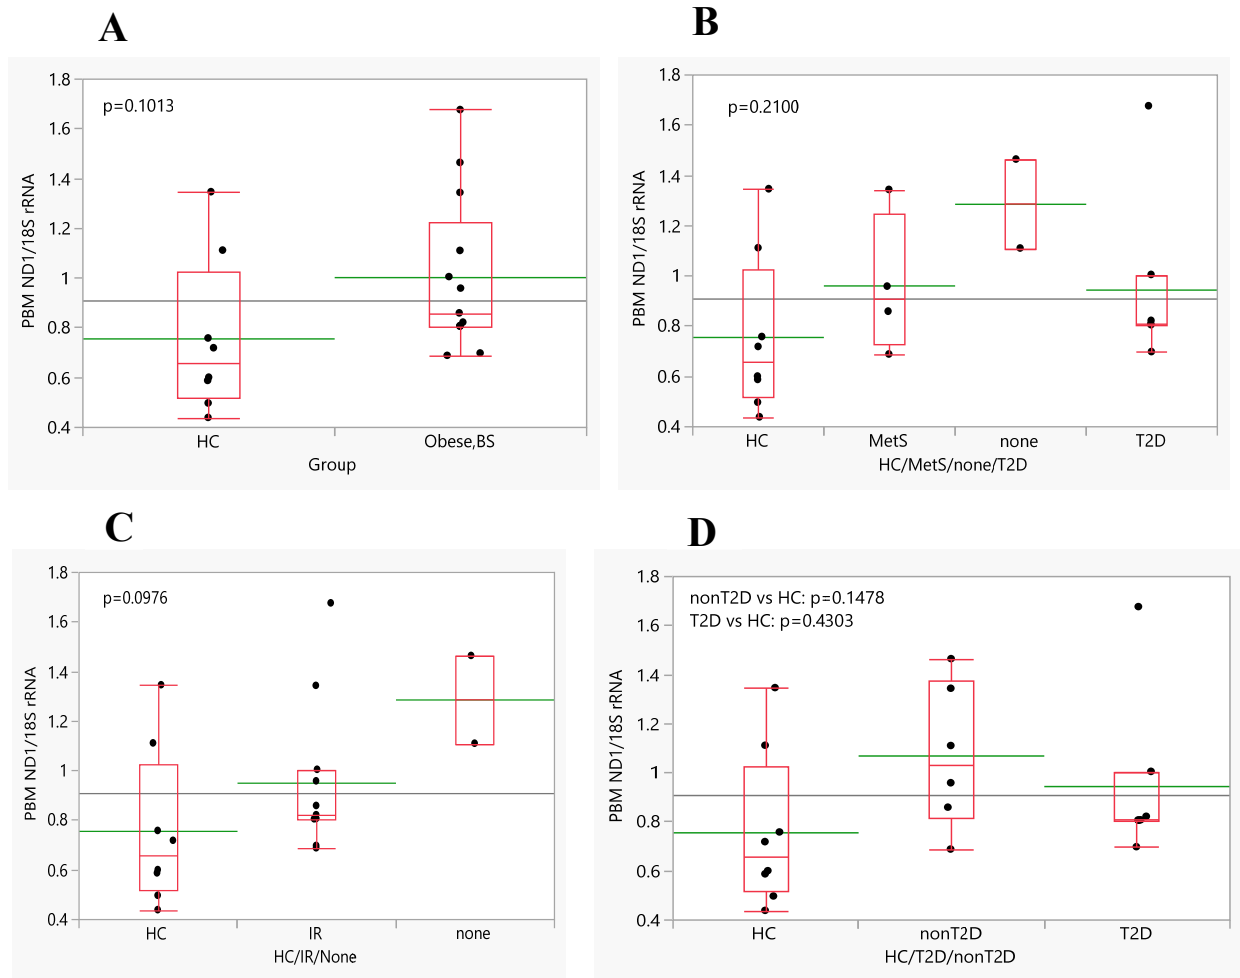 A
B
1.8
1.6
1.4
1.2
1
0.8
0.6
0.4
PBM ND1/18S rRNA
p=0.1013
HC
Obese,BS
Group
1.8
1.6
1.4
1.2
1
0.8
0.6
0.4
PBM ND1/18S rRNA
p=0.2100
HC
MetS
none
T2D
HC/MetS/none/T2D
C
D
1.8
1.6
1.4
1.2
1
0.8
0.6
0.4
PBM ND1/18S rRNA
p=0.0976
HC
IR
none
HC/IR/None
1.8
1.6
1.4
1.2
1
0.8
0.6
0.4
PBM ND1/18S rRNA
nonT2D vs HC: p=0.1478
T2D vs HC: p=0.4303
HC
nonT2D
T2D
HC/T2D/nonT2D